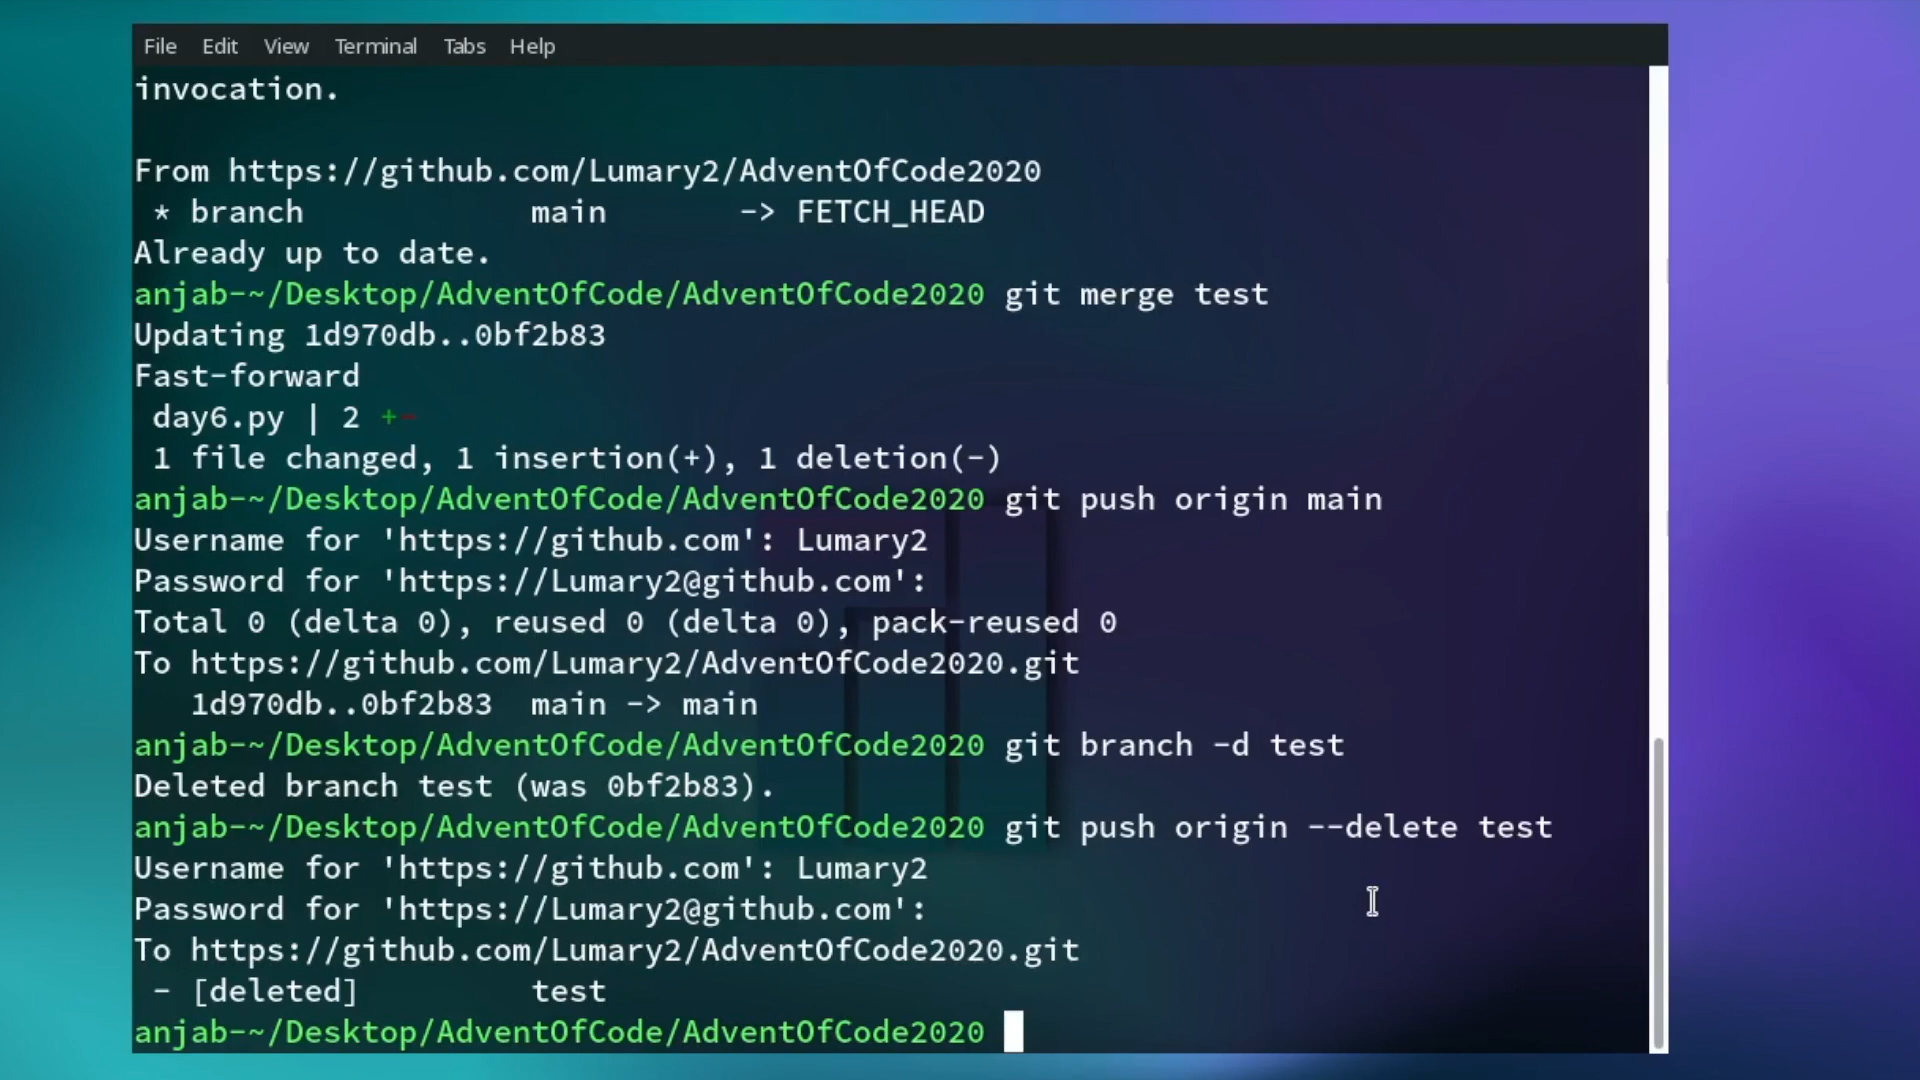 File Edit View Terminal Tabs Help
invocation.
From https://github.com/Lumary2/AdventOfCode2020
 * branch            main       -> FETCH_HEAD
Already up to date.
anjab-~/Desktop/AdventOfCode/AdventOfCode2020 git merge test
Updating 1d970db..0bf2b83
Fast-forward
 day6.py | 2 +-
 1 file changed, 1 insertion(+), 1 deletion(-)
anjab-~/Desktop/AdventOfCode/AdventOfCode2020 git push origin main
Username for 'https://github.com': Lumary2
Password for 'https://Lumary2@github.com':
Total 0 (delta 0), reused 0 (delta 0), pack-reused 0
To https://github.com/Lumary2/AdventOfCode2020.git
   1d970db..0bf2b83  main -> main
anjab-~/Desktop/AdventOfCode/AdventOfCode2020 git branch -d test
Deleted branch test (was 0bf2b83).
anjab-~/Desktop/AdventOfCode/AdventOfCode2020 git push origin --delete test
Username for 'https://github.com': Lumary2
Password for 'https://Lumary2@github.com':
To https://github.com/Lumary2/AdventOfCode2020.git
 - [deleted]         test
anjab-~/Desktop/AdventOfCode/AdventOfCode2020